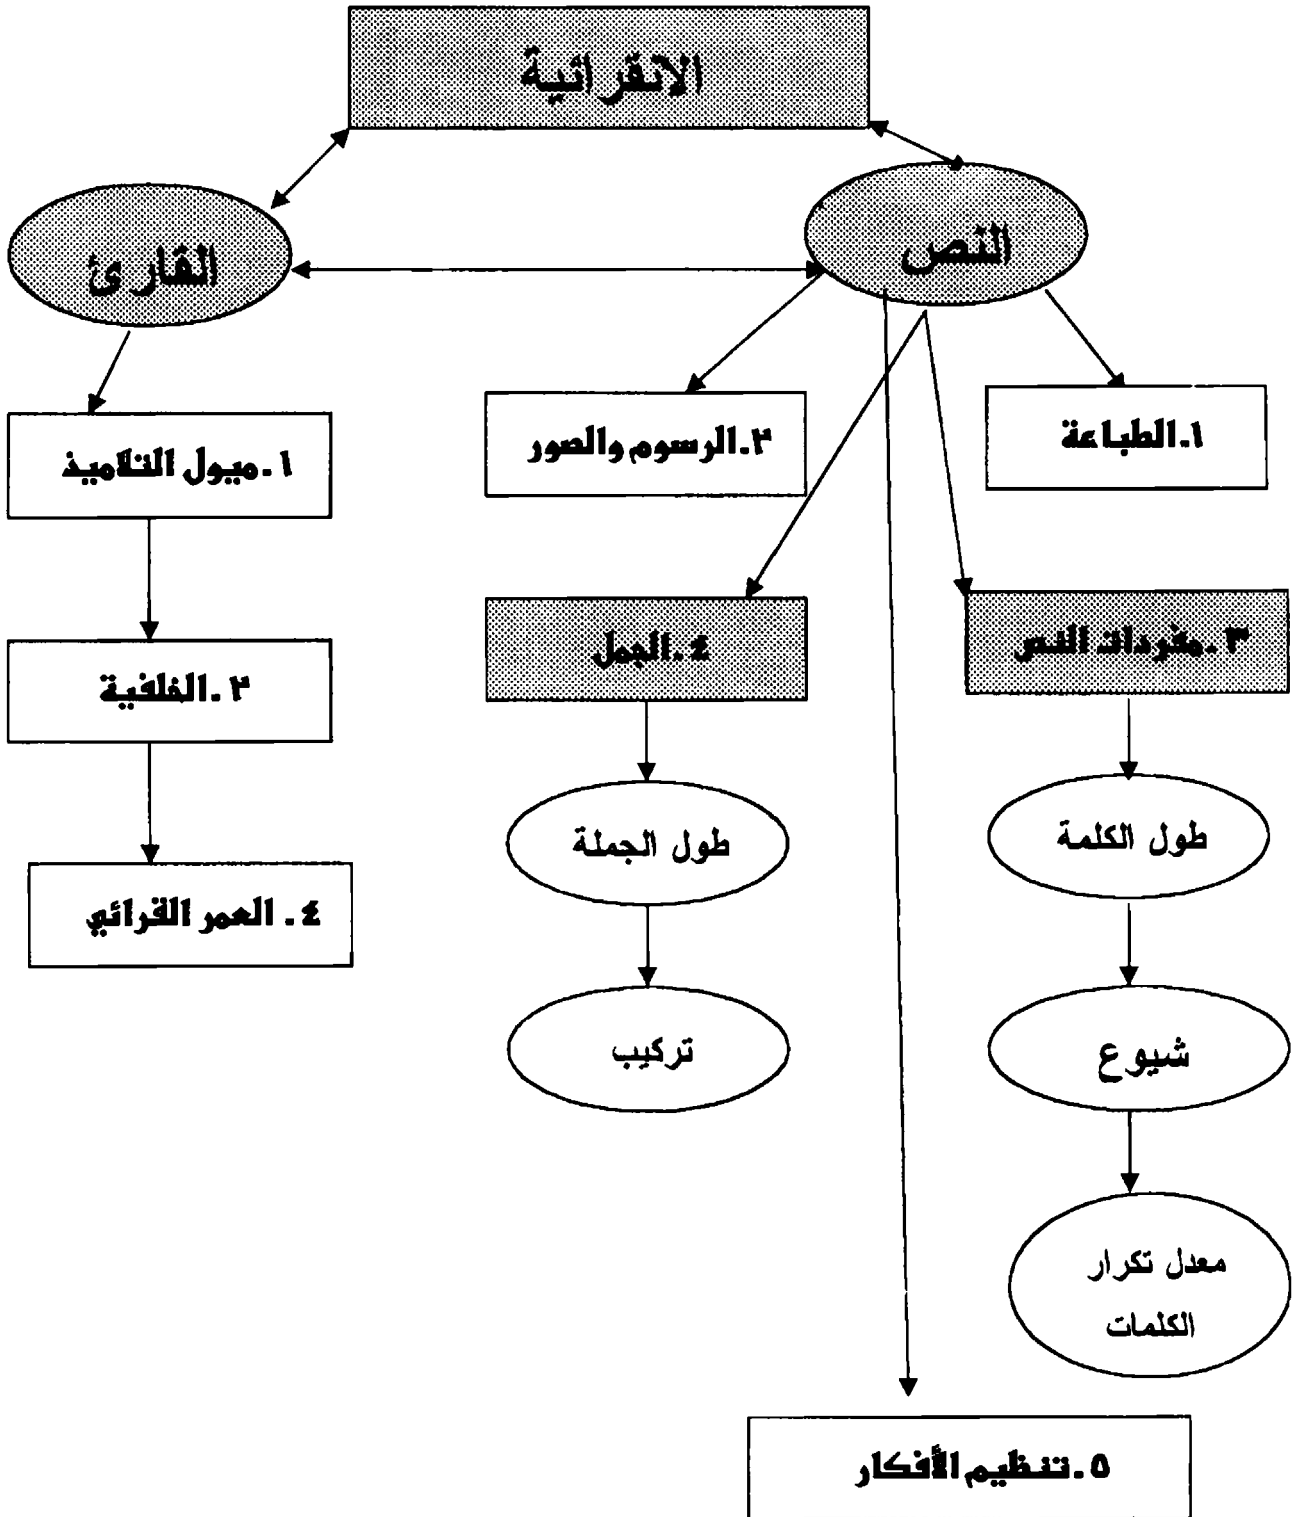 الانقرائية
النص
القارئ
١.الطباعة
٢.الرسوم والصور
١.ميول التلاميذ
٣.مفردات النص
٤.الجمل
٢.الخلفية
طول الكلمة
طول الجملة
٤. العمر القرائي
شيوع
تركيب
معدل تكرار
الكلمات
٥.تنظيم الأفكار